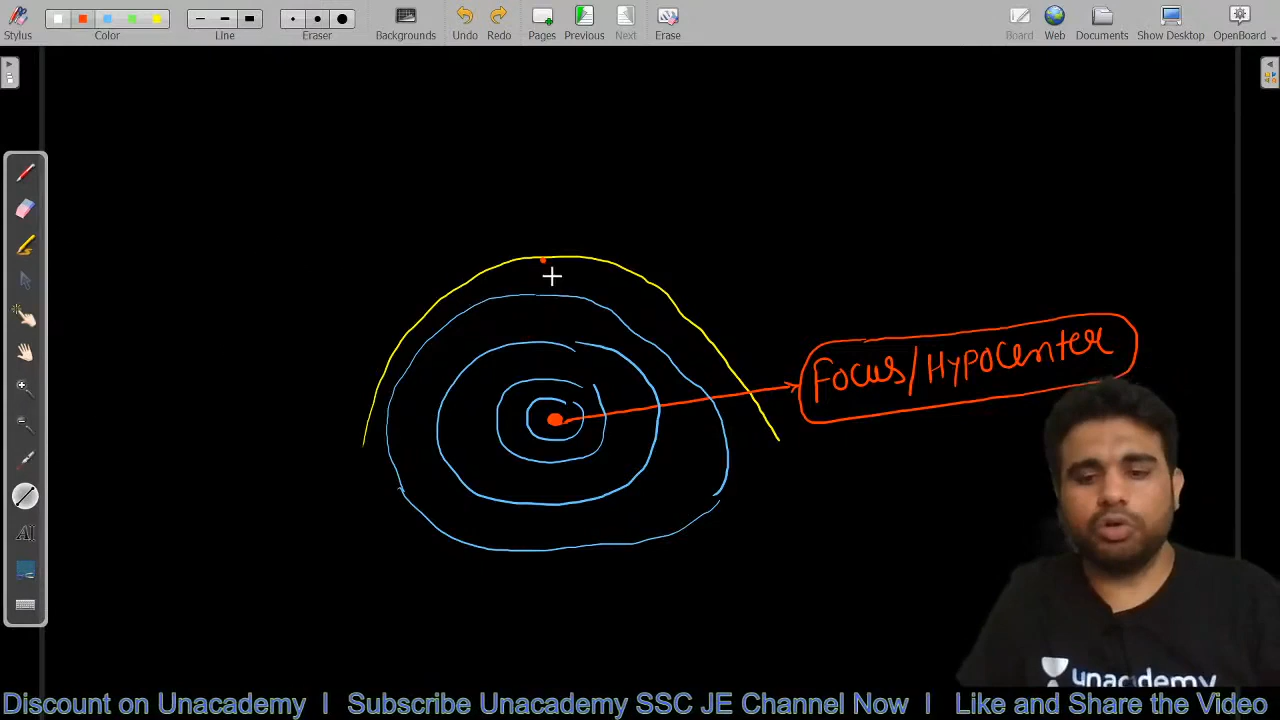 Stylus
Color
Line
Eraser
Backgrounds
Undo
Redo
Pages
Previous
Next
Erase
Board
Web
Documents
Show Desktop
OpenBoard
Focus/Hypocenter
AI
unacademy
Discount on Unacademy I Subscribe Unacademy SSC JE Channel Now I Like and Share the Video